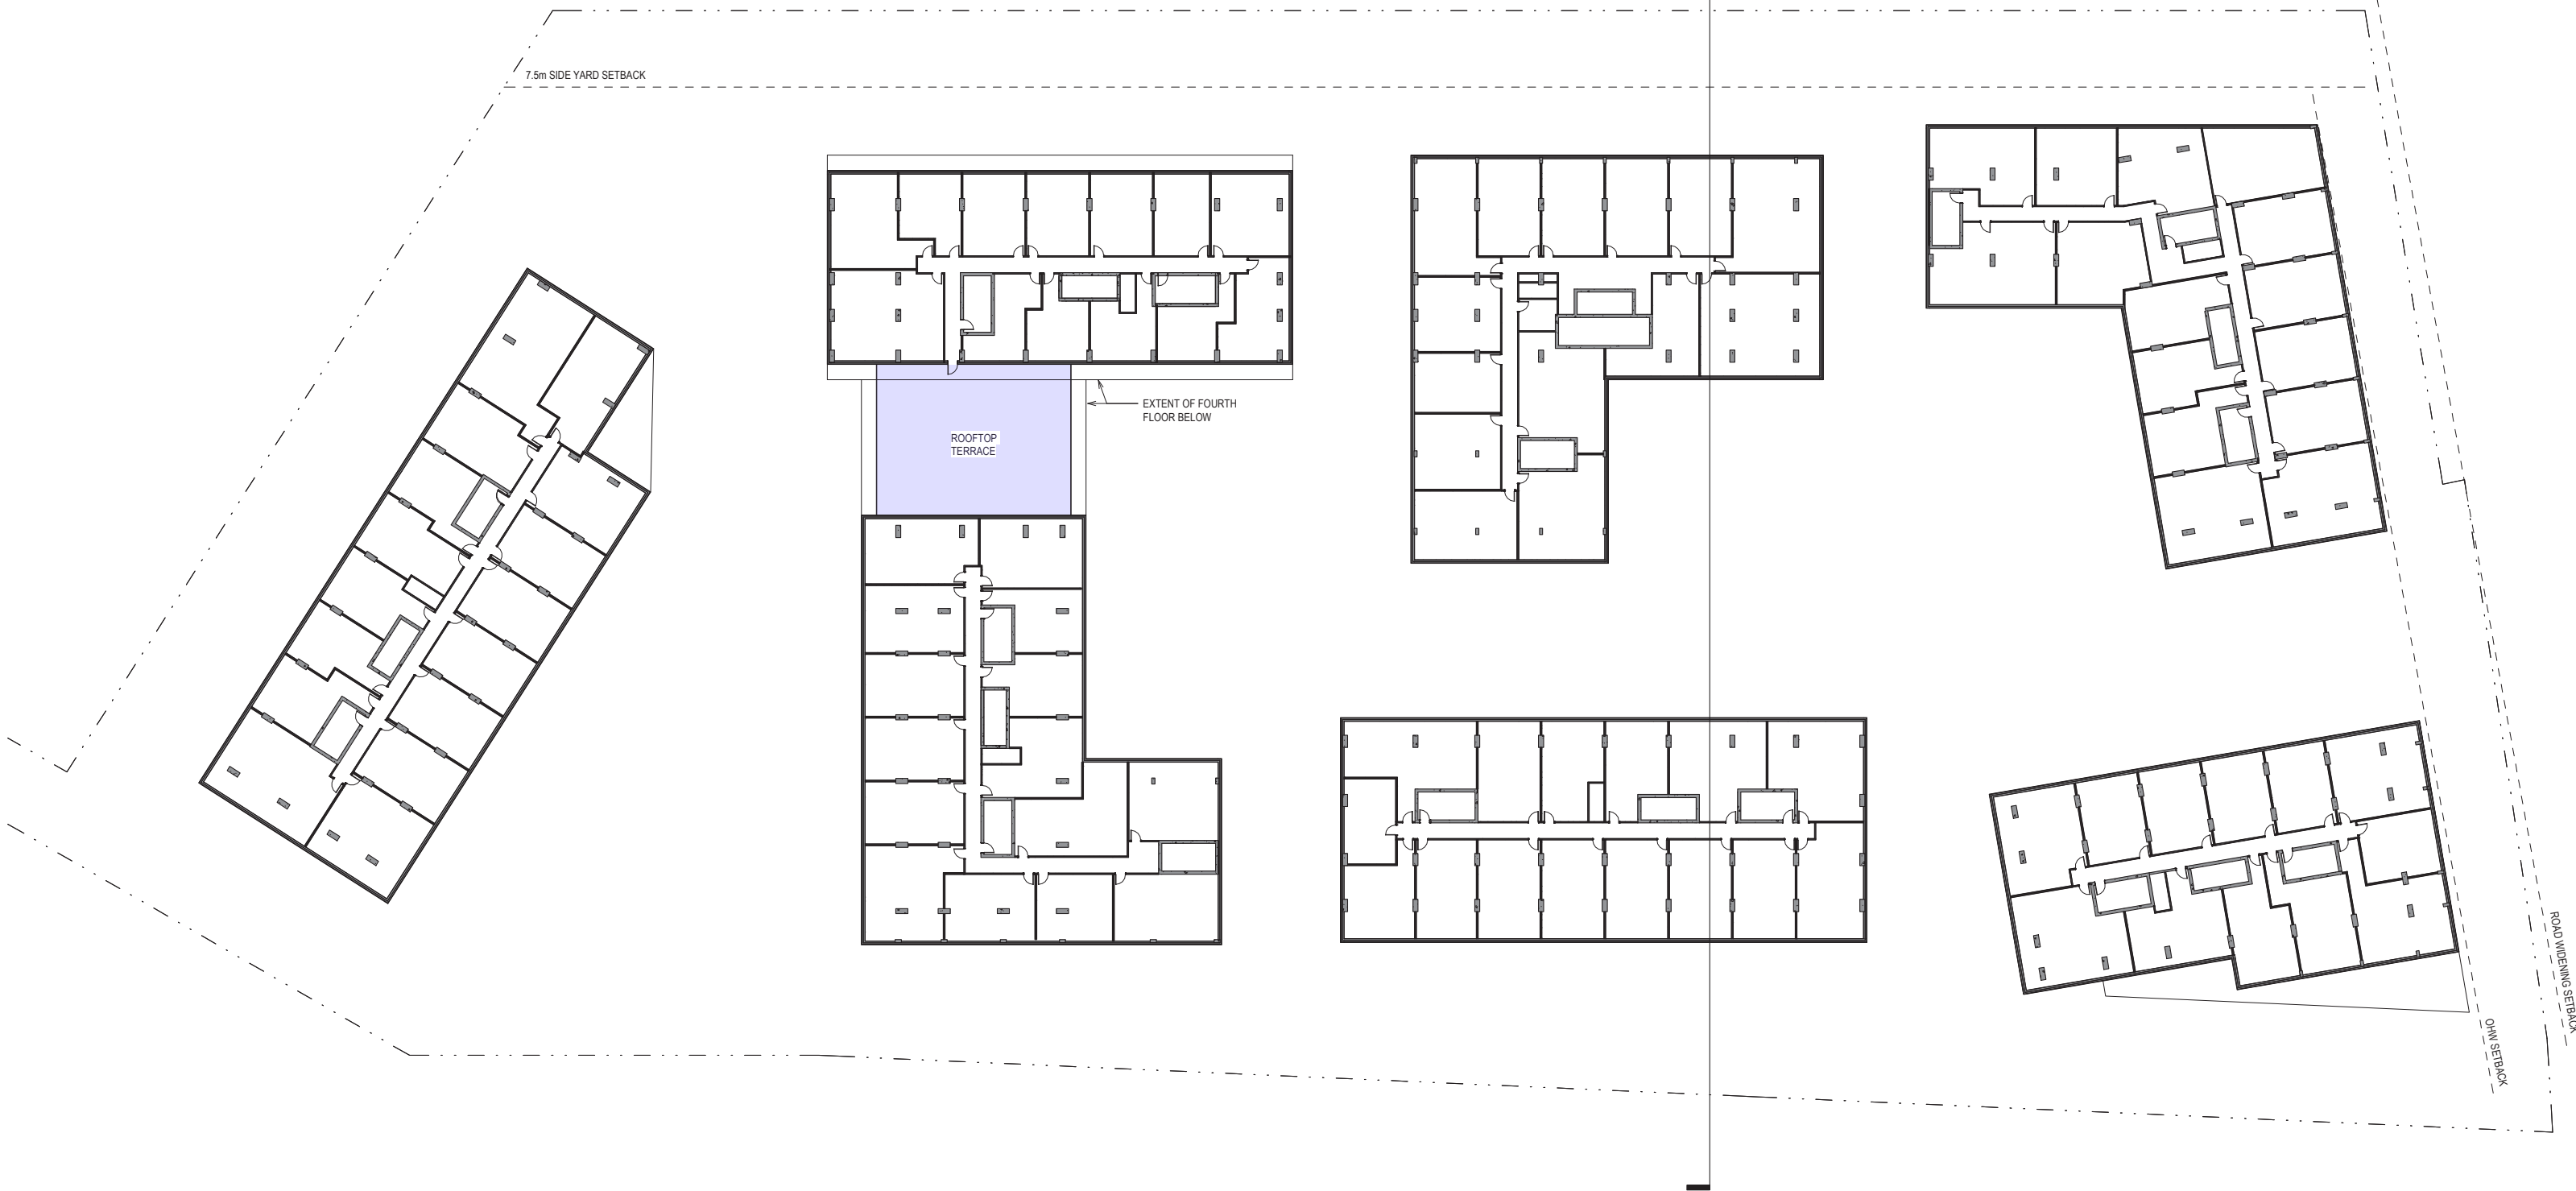 7.5m SIDE YARD SETBACK
EXTENT OF FOURTH
FLOOR BELOW
ROOFTOP
TERRACE
ROAD WIDENING SETBACK
OHW SETBACK